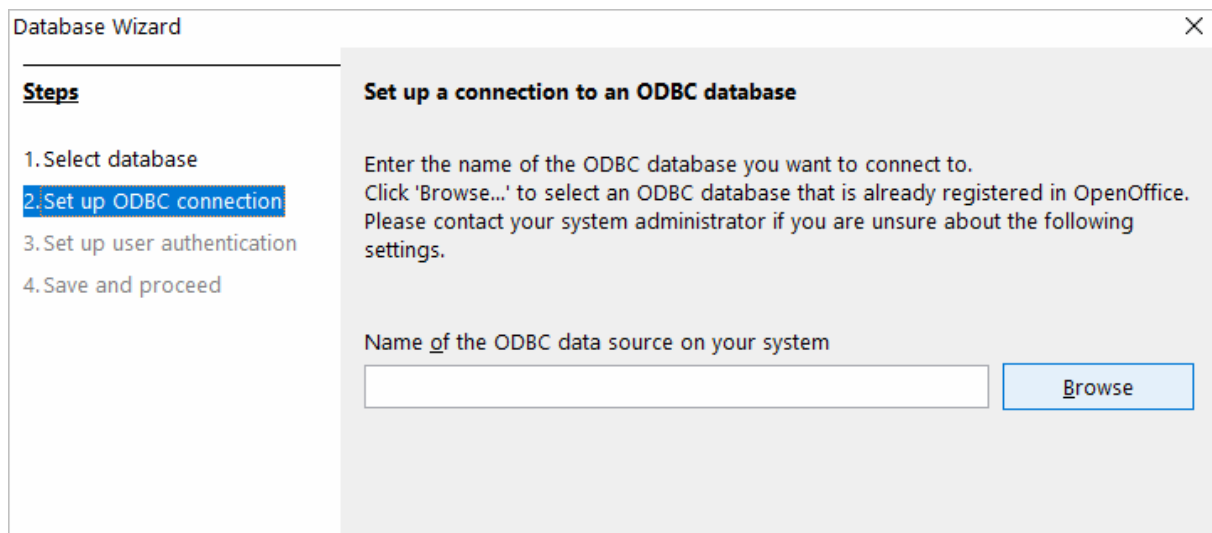 Database Wizard
Steps
1. Select database
2. Set up ODBC connection
3. Set up user authentication
4. Save and proceed
Set up a connection to an ODBC database
Enter the name of the ODBC database you want to connect to.
Click 'Browse...' to select an ODBC database that is already registered in OpenOffice.
Please contact your system administrator if you are unsure about the following
settings.
Name of the ODBC data source on your system
Browse